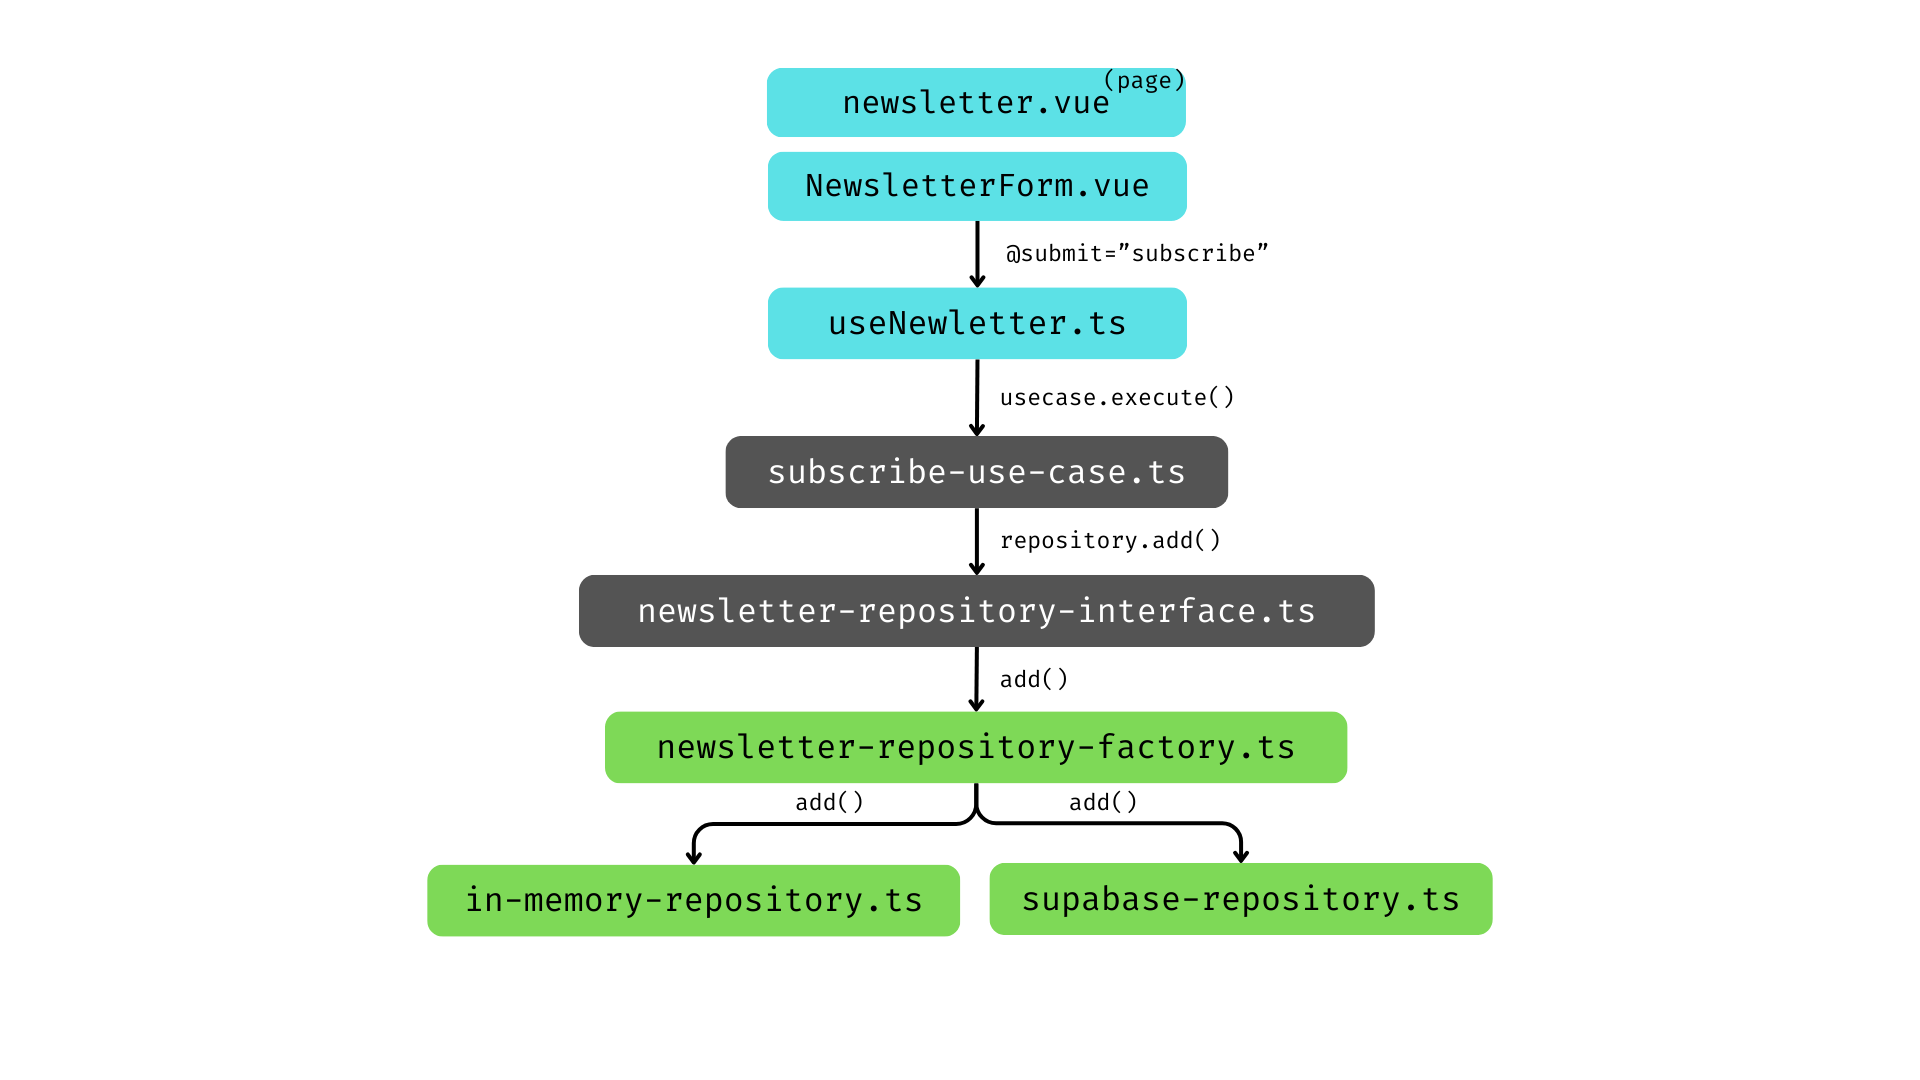 (page)
newsletter.vue
NewsletterForm.vue
@submit=”subscribe”
useNewletter.ts
usecase.execute()
subscribe-use-case.ts
repository.add()
newsletter-repository-interface.ts
add()
newsletter-repository-factory.ts
add()
add()
in-memory-repository.ts
supabase-repository.ts